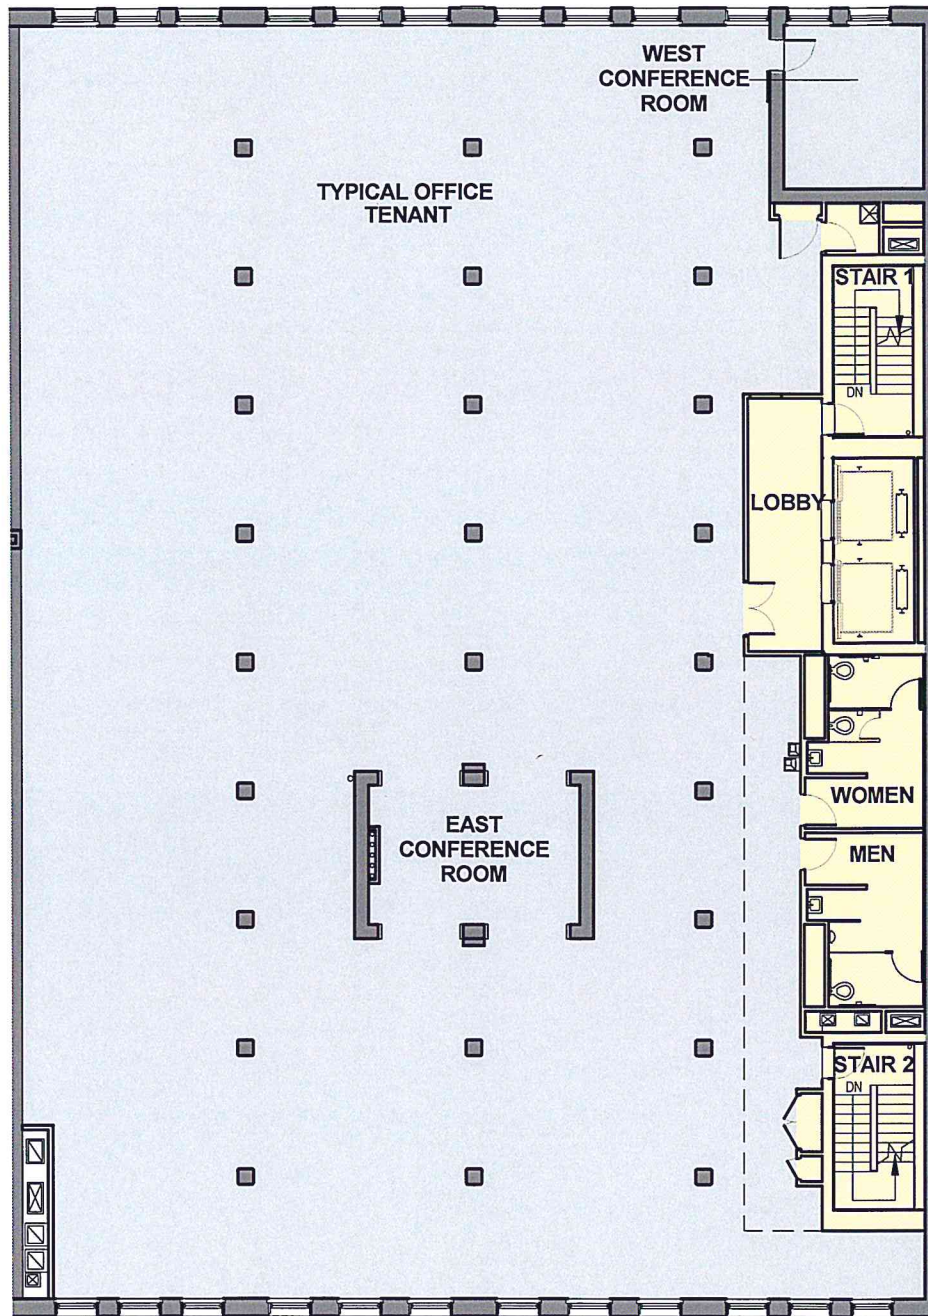 WEST
CONFERENCE
ROOM
TYPICAL OFFICE
TENANT
STAIR 1
DN
LOBBY
WOMEN
EAST
CONFERENCE
ROOM
MEN
STAIR 2
DN